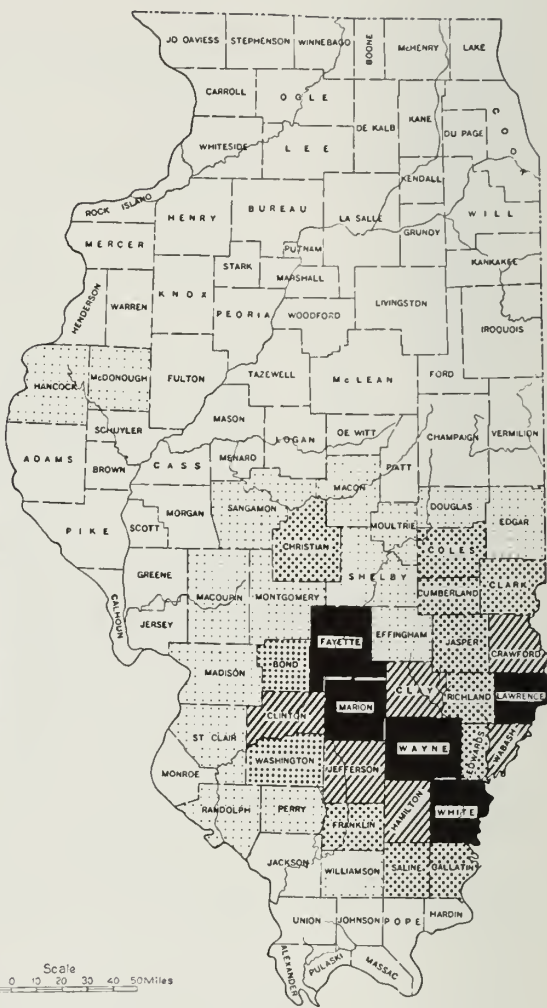 JO DAVIESS STEPHENSON WINNEBAGO BOONE McHENRY LAKE
CARROLL OGLE DE KALB KANE COOK
DU PAGE
WHITESIDE LEE
KENDALL
ROCK ISLAND HENRY BUREAU LA SALLE WILL
MERCER PUTNAM GRUNDY
STARK KANKAKEE
MARSHALL
HENDERSON WARREN KNOX PEORIA WOODFORD LIVINGSTON IROQUOIS
HANCOCK McDONOUGH FULTON TAZEWELL McLEAN FORD
SCHUYLER MASON
ADAMS BROWN CASS MENARD LOGAN DE WITT PIATT CHAMPAIGN VERMILION
MACON
PIKE SCOTT MORGAN SANGAMON MOULTRIE DOUGLAS EDGAR
CHRISTIAN COLES
GREENE MACOUPIN SHELBY
CALHOUN JERSEY MONTGOMERY CUMBERLAND CLARK
FAYETTE EFFINGHAM JASPER CRAWFORD
MADISON BOND
CLAY RICHLAND LAWRENCE
CLINTON MARION
ST CLAIR WAYNE EDWARDS WABASH
MONROE WASHINGTON JEFFERSON
RANDOLPH PERRY HAMILTON WHITE
FRANKLIN
JACKSON WILLIAMSON SALINE GALLATIN
UNION JOHNSON POPE HARDIN
ALEXANDER PULASKI MASSAC
Scale
0 10 20 30 40 50 Miles